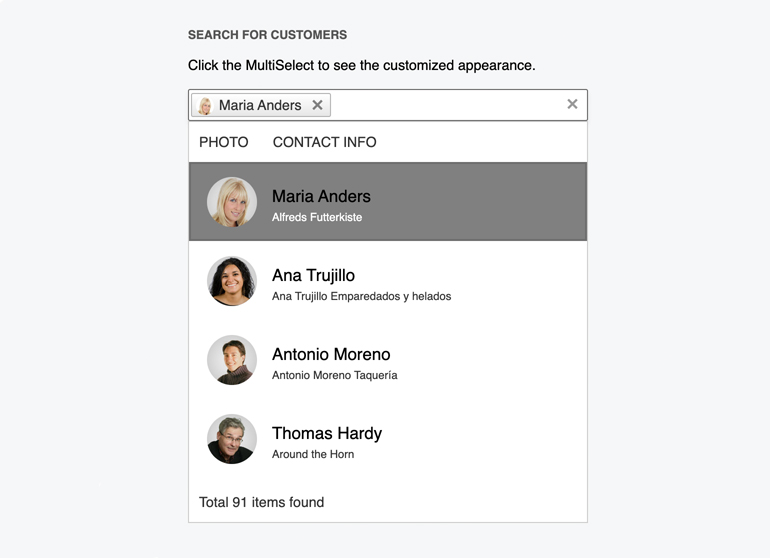 SEARCH FOR CUSTOMERS
Click the MultiSelect to see the customized appearance.
Maria Anders
PHOTO CONTACT INFO
Maria Anders
Alfreds Futterkiste
Ana Trujillo
Ana Trujillo Emparedados y helados
Antonio Moreno
Antonio Moreno Taquería
Thomas Hardy
Around the Horn
Total 91 items found